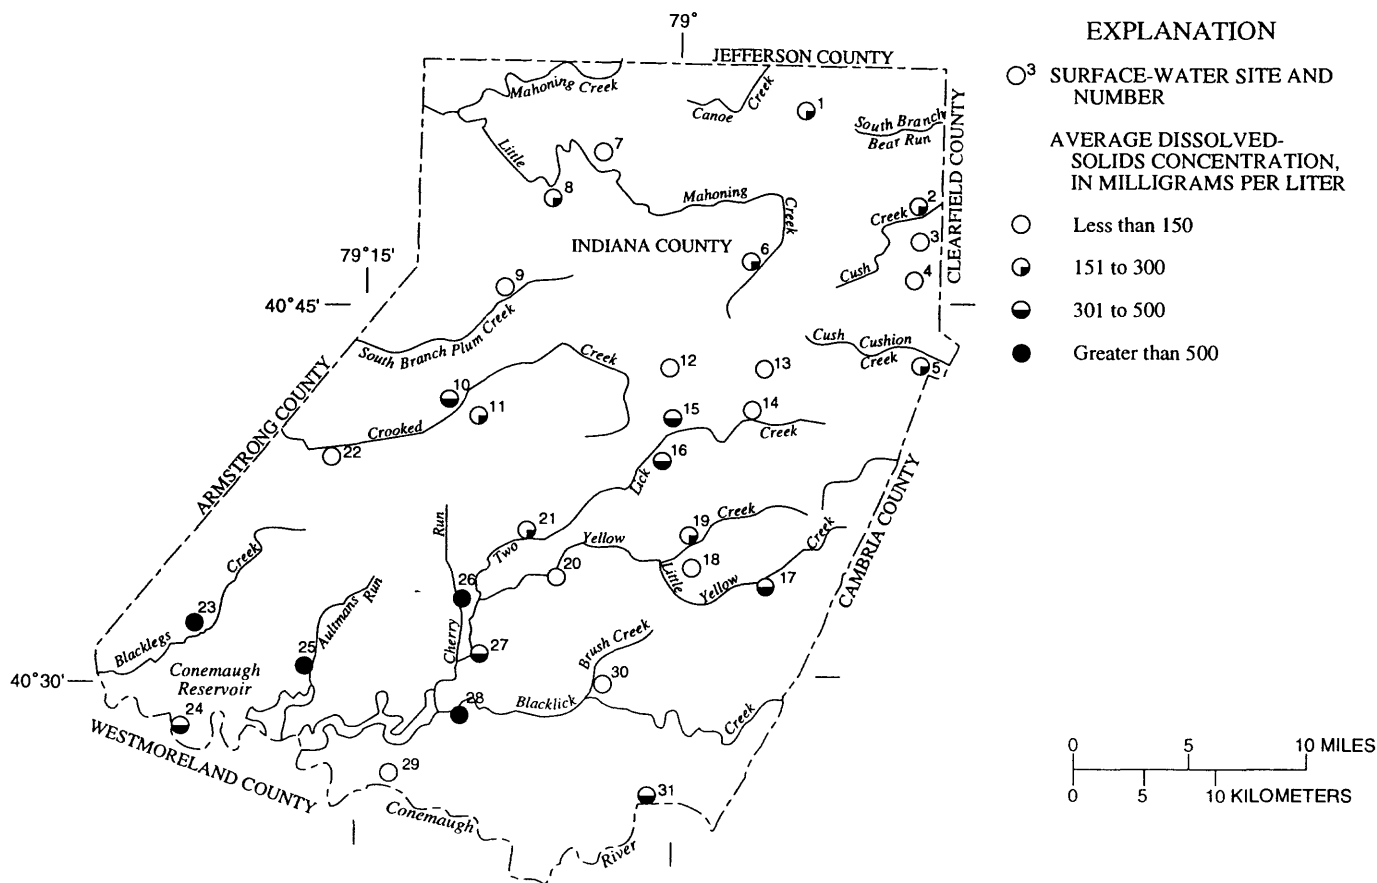 79°
JEFFERSON COUNTY
EXPLANATION
3
SURFACE-WATER SITE AND
NUMBER
AVERAGE DISSOLVED-
SOLIDS CONCENTRATION,
IN MILLIGRAMS PER LITER
Less than 150
151 to 300
301 to 500
Greater than 500
Mahoning Creek
Canoe Creek
1
South Branch
Bear Run
CLEARFIELD COUNTY
Little
7
8
Mahoning
Creek
2
Creek
3
Cush
4
INDIANA COUNTY
6
79°15'
40°45'
9
South Branch Plum Creek
Cush Cushion
Creek
5
ARMSTRONG COUNTY
Creek
12
13
10
11
15
14
Crooked
Creek
22
16
Lick
CAMBRIA COUNTY
Run
21
Two
Yellow
19
Creek
Creek
18
20
Little
Yellow
17
Creek
23
Aultmans
Run
26
Blacklegs
25
Cherry
27
Brush Creek
30
Conemaugh
Reservoir
40°30'
24
28
Blacklick
Creek
WESTMORELAND COUNTY
29
31
Conemaugh
River
0 5 10 MILES
0 5 10 KILOMETERS